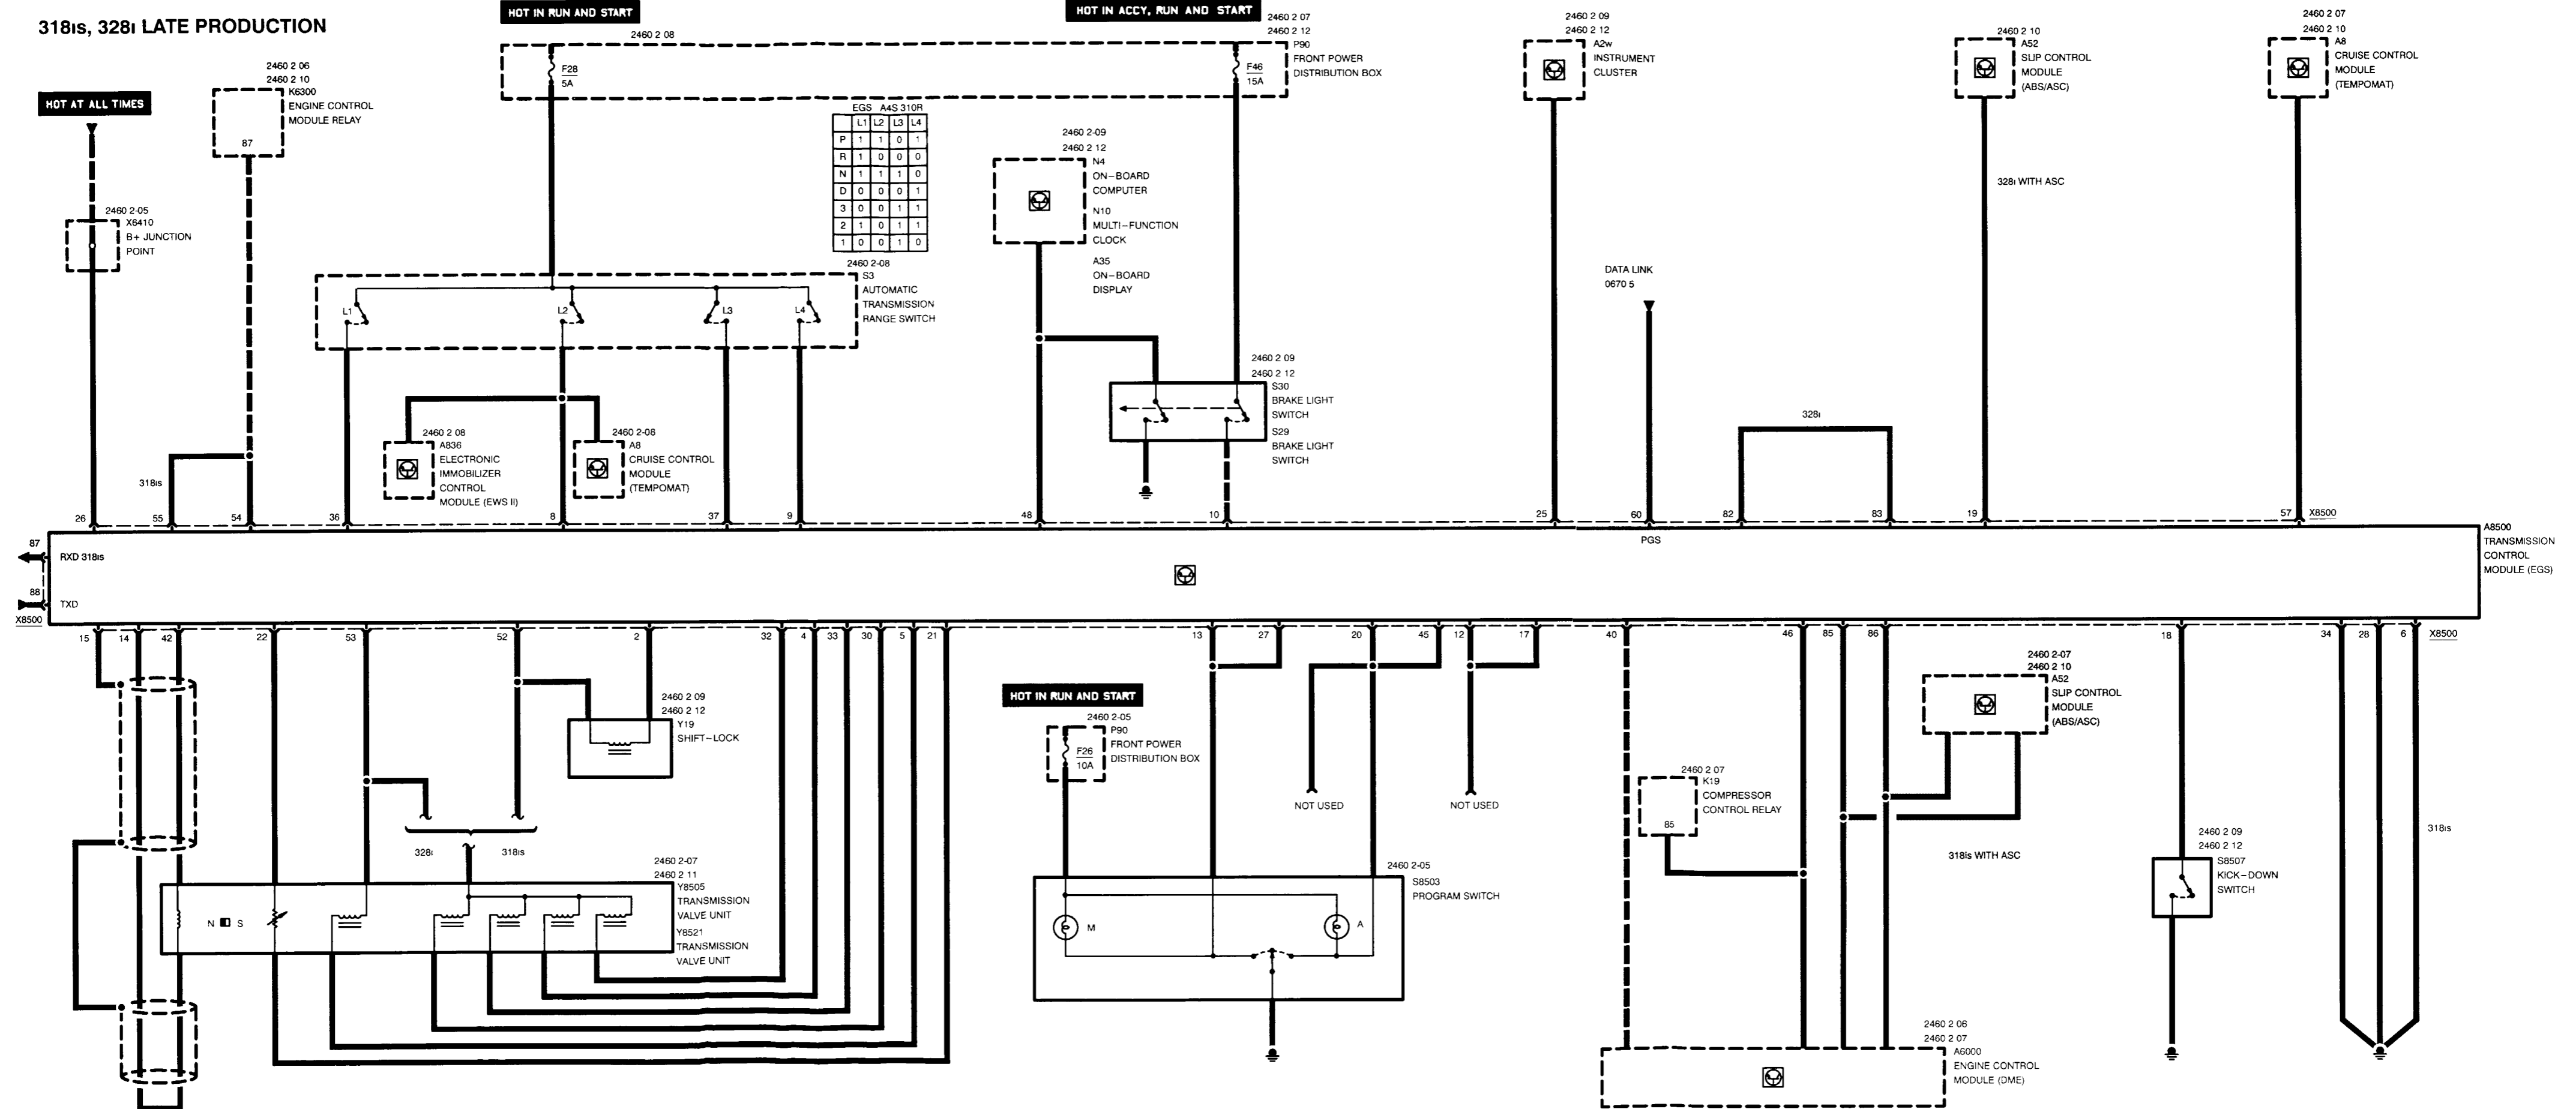 318is, 328i LATE PRODUCTION
HOT IN RUN AND START
HOT IN ACCY, RUN AND START
2460 2 08
2460 2 07
2460 2 12
P90
FRONT POWER
DISTRIBUTION BOX
F28
5A
F46
15A
2460 2 09
2460 2 12
A2w
INSTRUMENT
CLUSTER
2460 2 10
A52
SLIP CONTROL
MODULE
(ABS/ASC)
2460 2 07
2460 2 10
A8
CRUISE CONTROL
MODULE
(TEMPOMAT)
HOT AT ALL TIMES
2460 2 06
2460 2 10
K6300
ENGINE CONTROL
MODULE RELAY
87
2460 2-05
X6410
B+ JUNCTION
POINT
EGS A4S 310R
L1 L2 L3 L4
P 1 1 0 1
R 1 0 0 0
N 1 1 1 0
D 0 0 0 1
3 0 0 1 1
2 1 0 1 1
1 0 0 1 0
2460 2-09
2460 2 12
N4
ON-BOARD
COMPUTER
N10
MULTI-FUNCTION
CLOCK
A35
ON-BOARD
DISPLAY
328i WITH ASC
2460 2-08
S3
AUTOMATIC
TRANSMISSION
RANGE SWITCH
L1 L2 L3 L4
DATA LINK
0670 5
2460 2 09
2460 2 12
S30
BRAKE LIGHT
SWITCH
S29
BRAKE LIGHT
SWITCH
328i
318is
2460 2 08
A836
ELECTRONIC
IMMOBILIZER
CONTROL
MODULE (EWS II)
2460 2-08
A8
CRUISE CONTROL
MODULE
(TEMPOMAT)
26 55 54 36 8 37 9 48 10 25 60 82 83 19 57 X8500
A8500
TRANSMISSION
CONTROL
MODULE (EGS)
87
RXD 318is
PGS
88
TXD
X8500
15 14 42 22 53 52 2 32 4 33 30 5 21 13 27 20 45 12 17 40 46 85 86 18 34 28 6 X8500
2460 2 09
2460 2 12
Y19
SHIFT-LOCK
HOT IN RUN AND START
2460 2-05
P90
FRONT POWER
DISTRIBUTION BOX
F26
10A
NOT USED
NOT USED
2460 2-07
2460 2 10
A52
SLIP CONTROL
MODULE
(ABS/ASC)
2460 2 07
K19
COMPRESSOR
CONTROL RELAY
85
318is WITH ASC
318is
2460 2 09
2460 2 12
S8507
KICK-DOWN
SWITCH
328i
318is
2460 2-07
2460 2 11
Y8505
TRANSMISSION
VALVE UNIT
Y8521
TRANSMISSION
VALVE UNIT
N S
2460 2-05
S8503
PROGRAM SWITCH
M
A
2460 2 06
2460 2 07
A6000
ENGINE CONTROL
MODULE (DME)